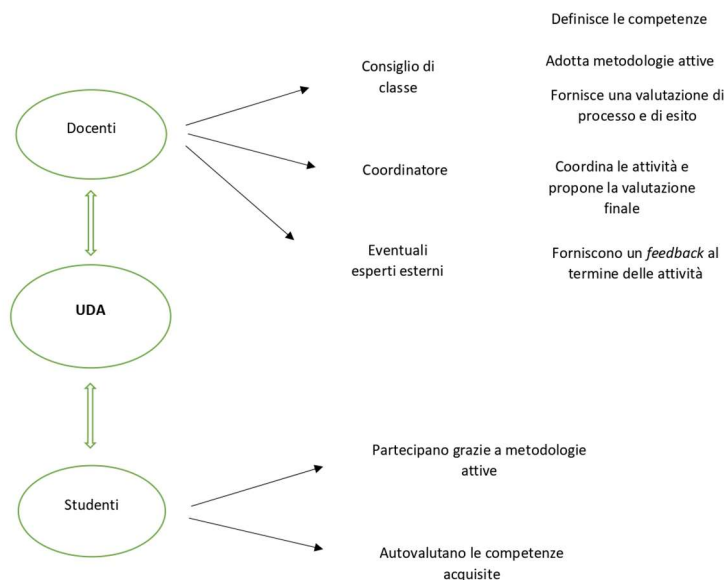 Definisce le competenze
Consiglio di
classe
Adotta metodologie attive
Fornisce una valutazione di
processo e di esito
Docenti
Coordinatore
Coordina le attività e
propone la valutazione
finale
Eventuali
esperti esterni
Forniscono un feedback al
termine delle attività
UDA
Partecipano grazie a metodologie
attive
Studenti
Autovalutano le competenze
acquisite